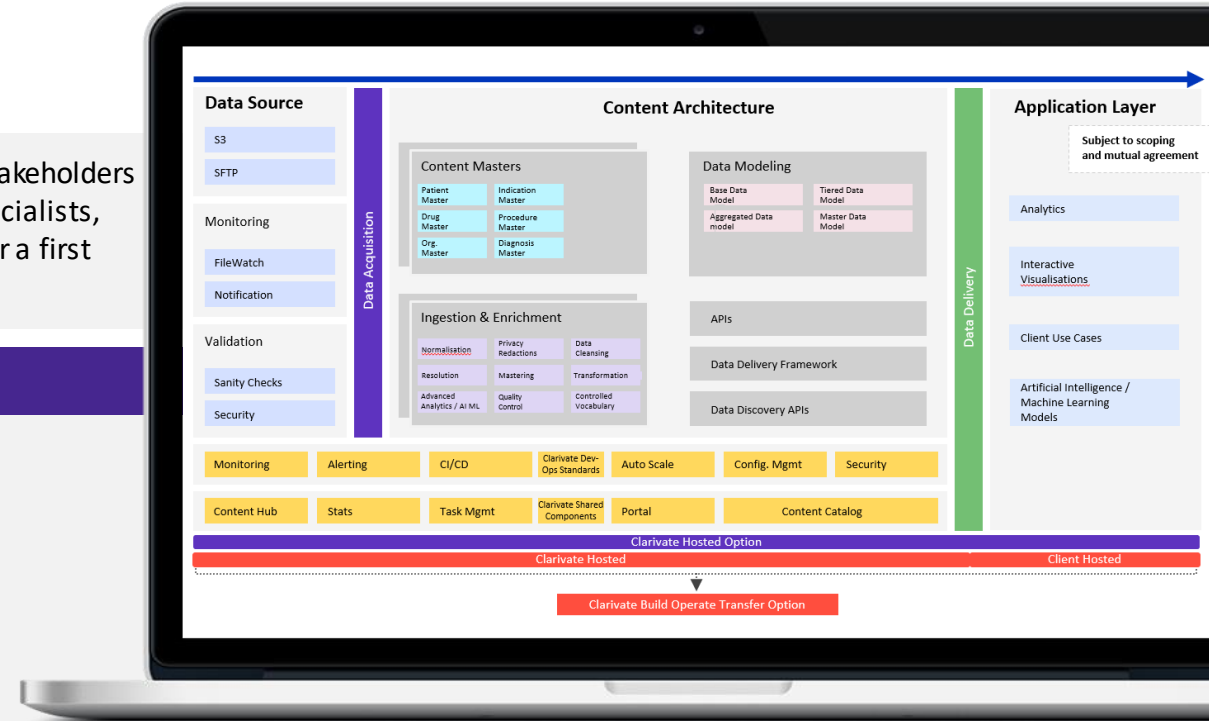 akeholders
cialists,
r a first
Data Source
S3
SFTP
Monitoring
FileWatch
Notification
Validation
Sanity Checks
Security
Data Acquisition
Content Architecture
Content Masters
Patient
Master
Indication
Master
Drug
Master
Procedure
Master
Org.
Master
Diagnosis
Master
Data Modeling
Base Data
Model
Tiered Data
Model
Aggregated Data
model
Master Data
Model
Ingestion & Enrichment
Normalisation
Privacy
Redactions
Data
Cleansing
Resolution
Mastering
Transformation
Advanced
Analytics / AI ML
Quality
Control
Controlled
Vocabulary
APIs
Data Delivery Framework
Data Discovery APIs
Data Delivery
Application Layer
Subject to scoping
and mutual agreement
Analytics
Interactive
Visualisations
Client Use Cases
Artificial Intelligence /
Machine Learning
Models
Monitoring
Alerting
CI/CD
Clarivate Dev-
Ops Standards
Auto Scale
Config. Mgmt
Security
Content Hub
Stats
Task Mgmt
Clarivate Shared
Components
Portal
Content Catalog
Clarivate Hosted Option
Clarivate Hosted
Client Hosted
Clarivate Build Operate Transfer Option